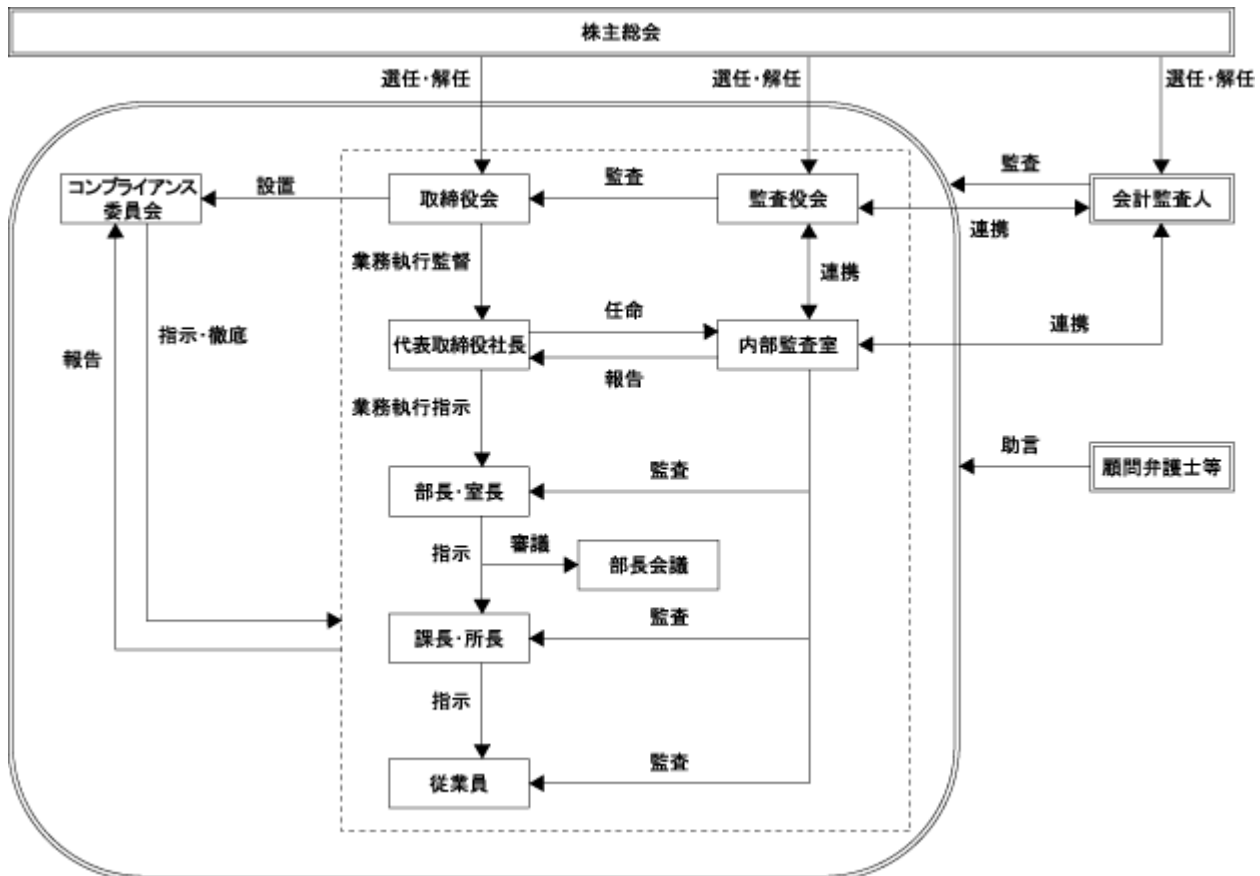 株主総会
選任・解任
選任・解任
選任・解任
コンプライアンス
委員会
設置
取締役会
監査
監査役会
監査
会計監査人
連携
業務執行監督
連携
報告
指示・徹底
代表取締役社長
任命
報告
内部監査室
連携
業務執行指示
助言
顧問弁護士等
部長・室長
監査
指示
審議
部長会議
課長・所長
監査
指示
従業員
監査